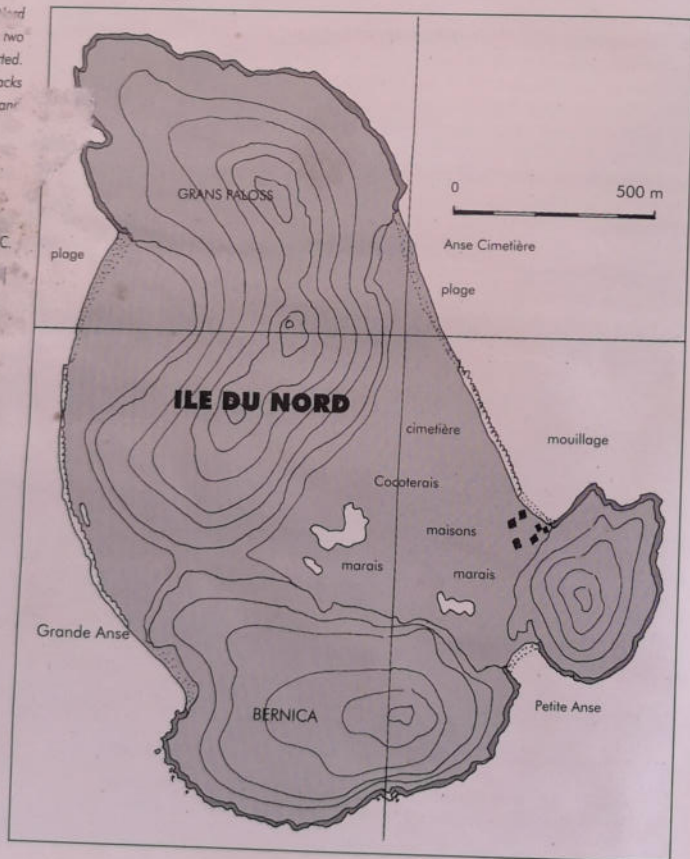 two
GRANS PALOSS
0 500 m
Anse Cimetière
plage
plage
ILE DU NORD
cimetière
mouillage
Cocoterais
maisons
marais
marais
Grande Anse
Petite Anse
BERNICA